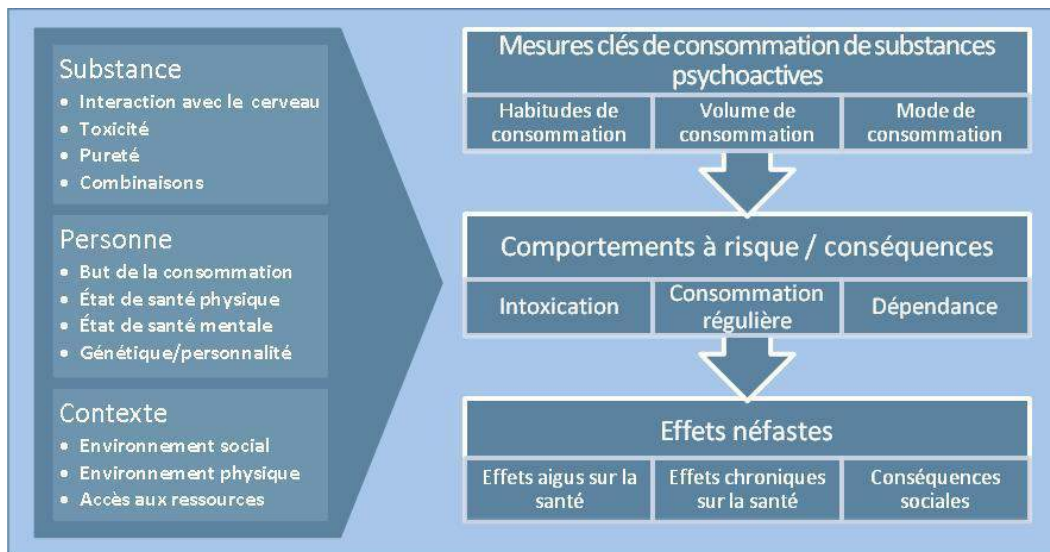 Substance
• Interaction avec le cerveau
• Toxicité
• Pureté
• Combinaisons
Personne
• But de la consommation
• État de santé physique
• État de santé mentale
• Génétique/personnalité
Contexte
• Environnement social
• Environnement physique
• Accès aux ressources
Mesures clés de consommation de substances
psychoactives
Habitudes de
consommation
Volume de
consommation
Mode de
consommation
Comportements à risque / conséquences
Intoxication
Consommation
régulière
Dépendance
Effets néfastes
Effets aigus sur la
santé
Effets chroniques
sur la santé
Conséquences
sociales